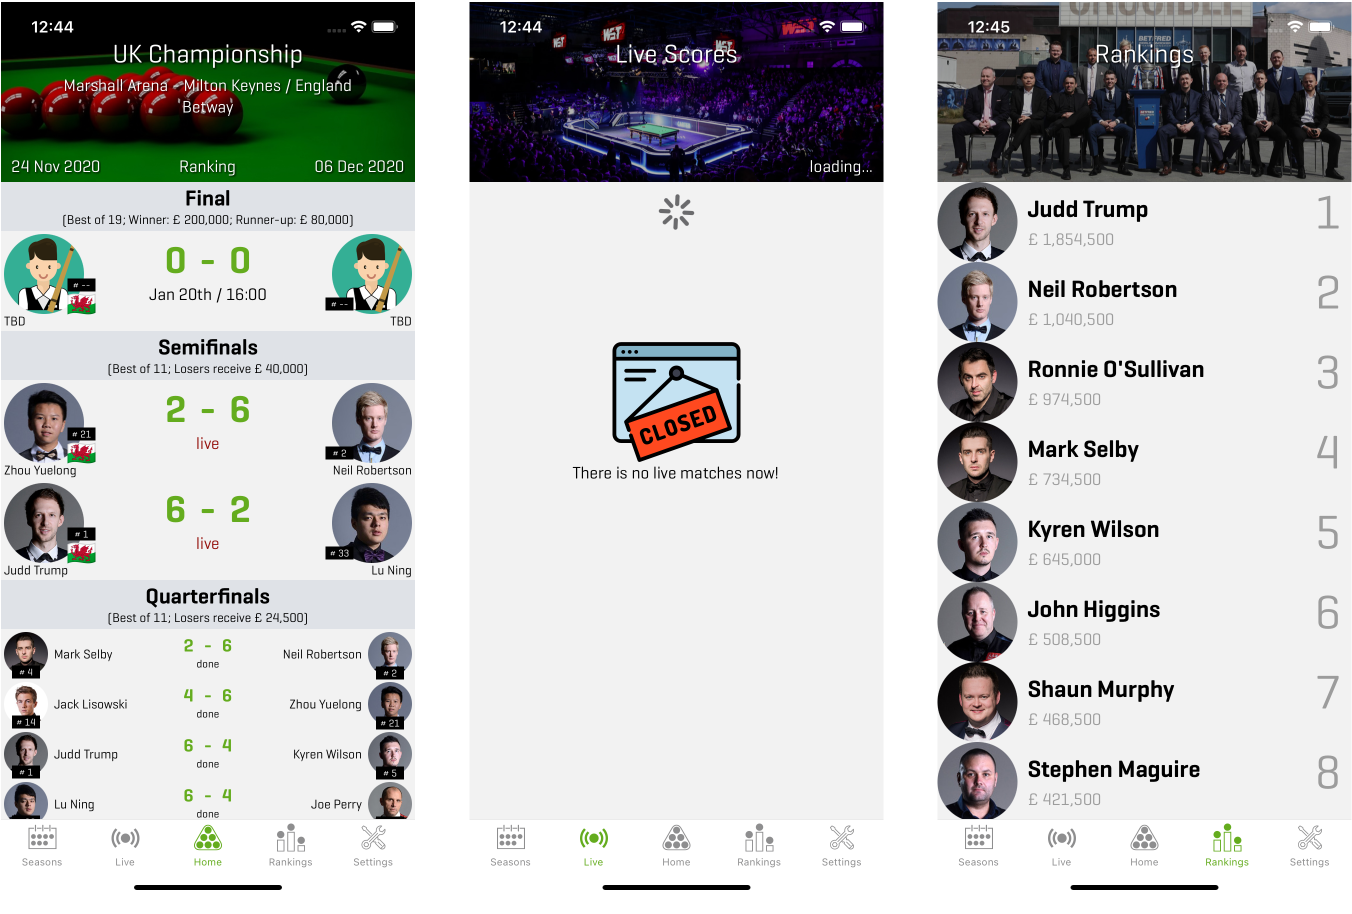 12:44
UK Championship
Marshall Arena - Milton Keynes / England
Betway
24 Nov 2020 Ranking 06 Dec 2020
Final
(Best of 19; Winner: £ 200,000; Runner-up: £ 80,000)
0 - 0
# --
# --
Jan 20th / 16:00
TBD TBD
Semifinals
(Best of 11; Losers receive £ 40,000)
2 - 6
# 21
live
# 2
Zhou Yuelong Neil Robertson
6 - 2
# 1
live
# 33
Judd Trump Lu Ning
Quarterfinals
(Best of 11; Losers receive £ 24,500)
Mark Selby 2 - 6 Neil Robertson
# 4 done # 2
Jack Lisowski 4 - 6 Zhou Yuelong
# 14 done # 21
Judd Trump 6 - 4 Kyren Wilson
# 1 done # 5
Lu Ning 6 - 4 Joe Perry
done
Seasons Live Home Rankings Settings
12:44
WST
WST
WST
Live Scores
loading...
CLOSED
There is no live matches now!
Seasons Live Home Rankings Settings
CRUCIBLE
12:45
BETFRED
Rankings
Judd Trump 1
£ 1,854,500
Neil Robertson 2
£ 1,040,500
Ronnie O'Sullivan 3
£ 974,500
Mark Selby 4
£ 734,500
Kyren Wilson 5
£ 645,000
John Higgins 6
£ 508,500
Shaun Murphy 7
£ 468,500
Stephen Maguire 8
£ 421,500
Seasons Live Home Rankings Settings